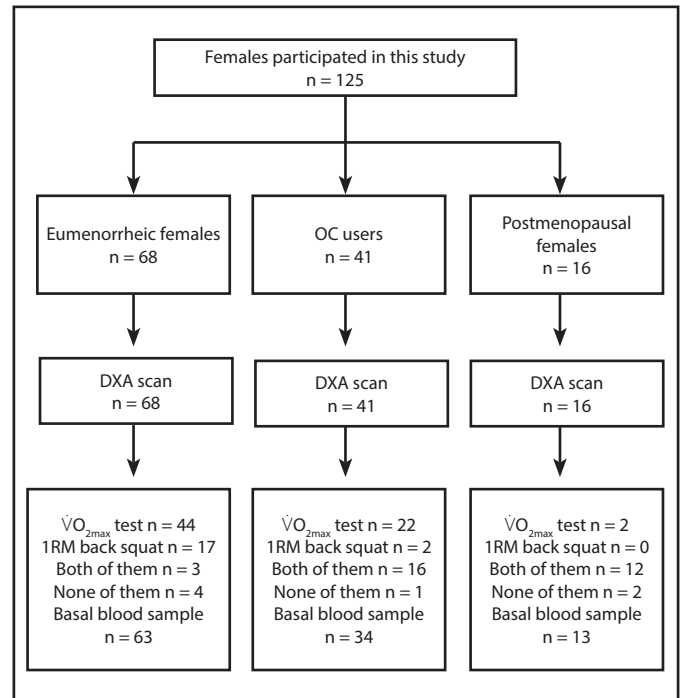 Females participated in this study
n = 125
Eumenorrheic females
n = 68
OC users
n = 41
Postmenopausal
females
n = 16
DXA scan
n = 68
DXA scan
n = 41
DXA scan
n = 16
V̇O2max test n = 44
1RM back squat n = 17
Both of them n = 3
None of them n = 4
Basal blood sample
n = 63
V̇O2max test n = 22
1RM back squat n = 2
Both of them n = 16
None of them n = 1
Basal blood sample
n = 34
V̇O2max test n = 2
1RM back squat n = 0
Both of them n = 12
None of them n = 2
Basal blood sample
n = 13